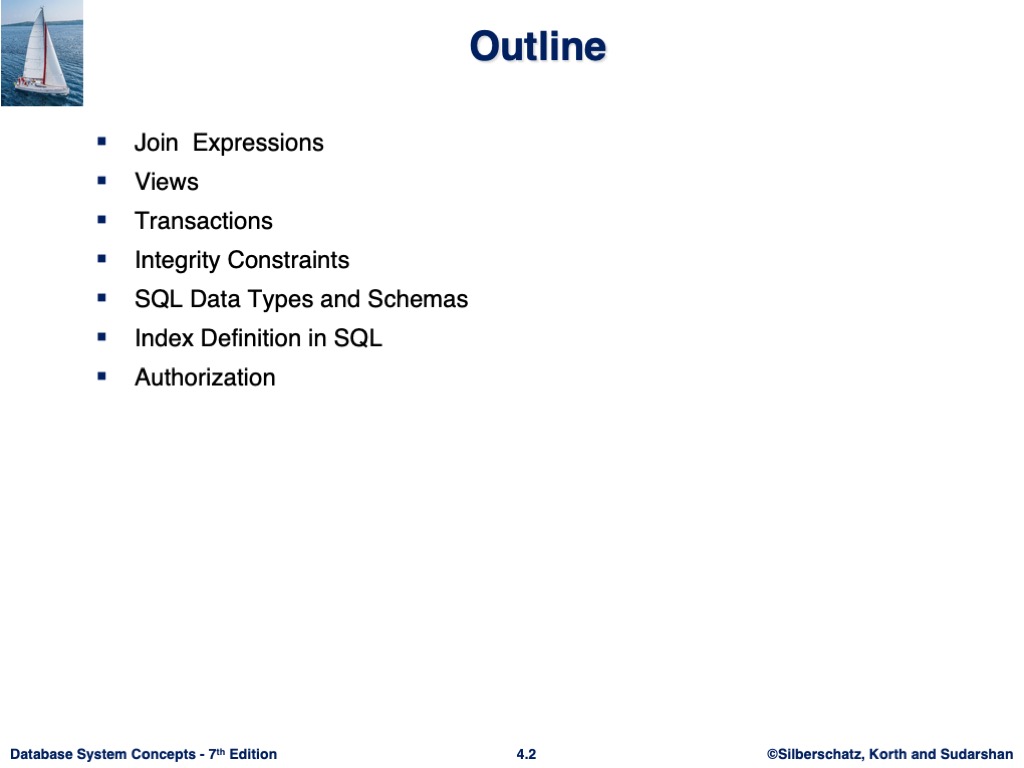 Outline
▪ Join  Expressions
▪ Views
▪ Transactions
▪ Integrity Constraints
▪ SQL Data Types and Schemas
▪ Index Definition in SQL
▪ Authorization
Database System Concepts - 7th Edition
4.2
©Silberschatz, Korth and Sudarshan